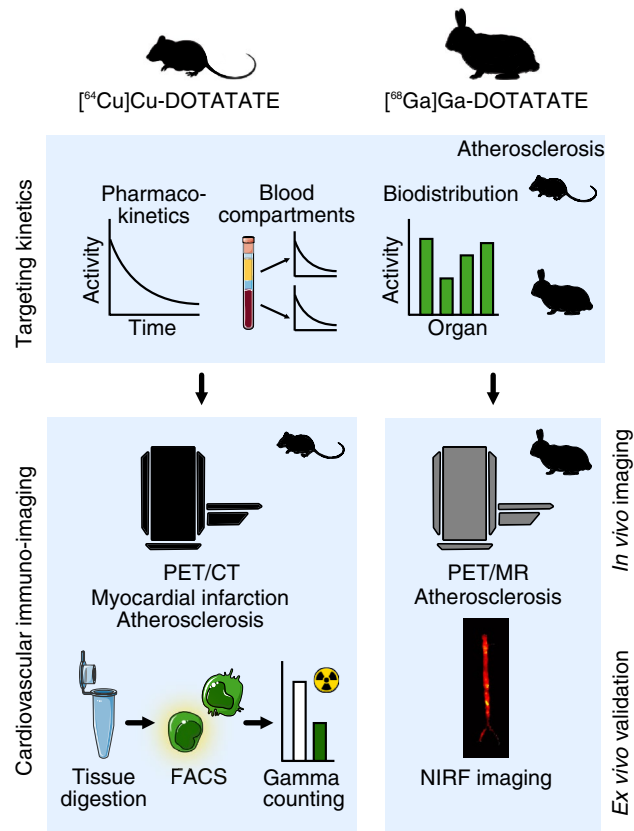 [⁶⁴Cu]Cu-DOTATATE
[⁶⁸Ga]Ga-DOTATATE
Targeting kinetics
Atherosclerosis
Pharmaco-
kinetics
Activity
Time
Blood
compartments
Biodistribution
Activity
Organ
Cardiovascular immuno-imaging
PET/CT
Myocardial infarction
Atherosclerosis
Tissue
digestion
FACS
Gamma
counting
PET/MR
Atherosclerosis
NIRF imaging
In vivo imaging
Ex vivo validation